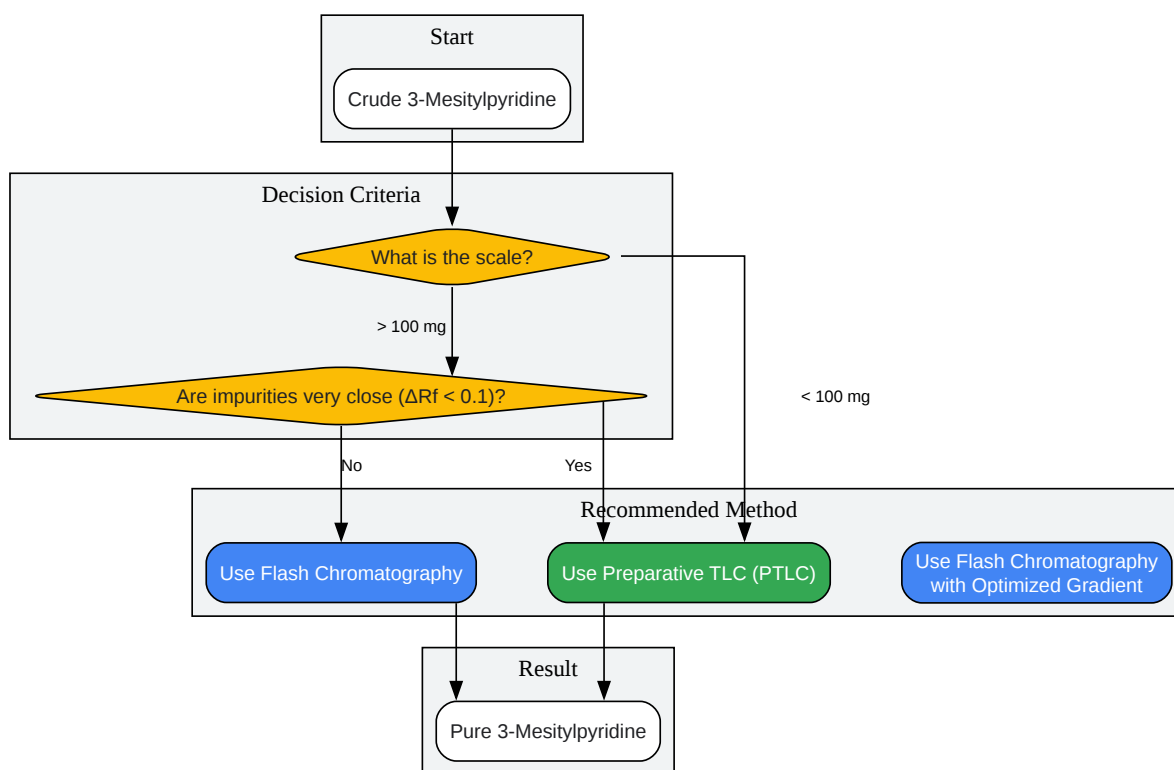 Start
Crude 3-Mesitylpyridine
Decision Criteria
What is the scale?
> 100 mg
Are impurities very close (ΔRf < 0.1)?
< 100 mg
No
Yes
Recommended Method
Use Flash Chromatography
Use Preparative TLC (PTLC)
Use Flash Chromatography
with Optimized Gradient
Result
Pure 3-Mesitylpyridine